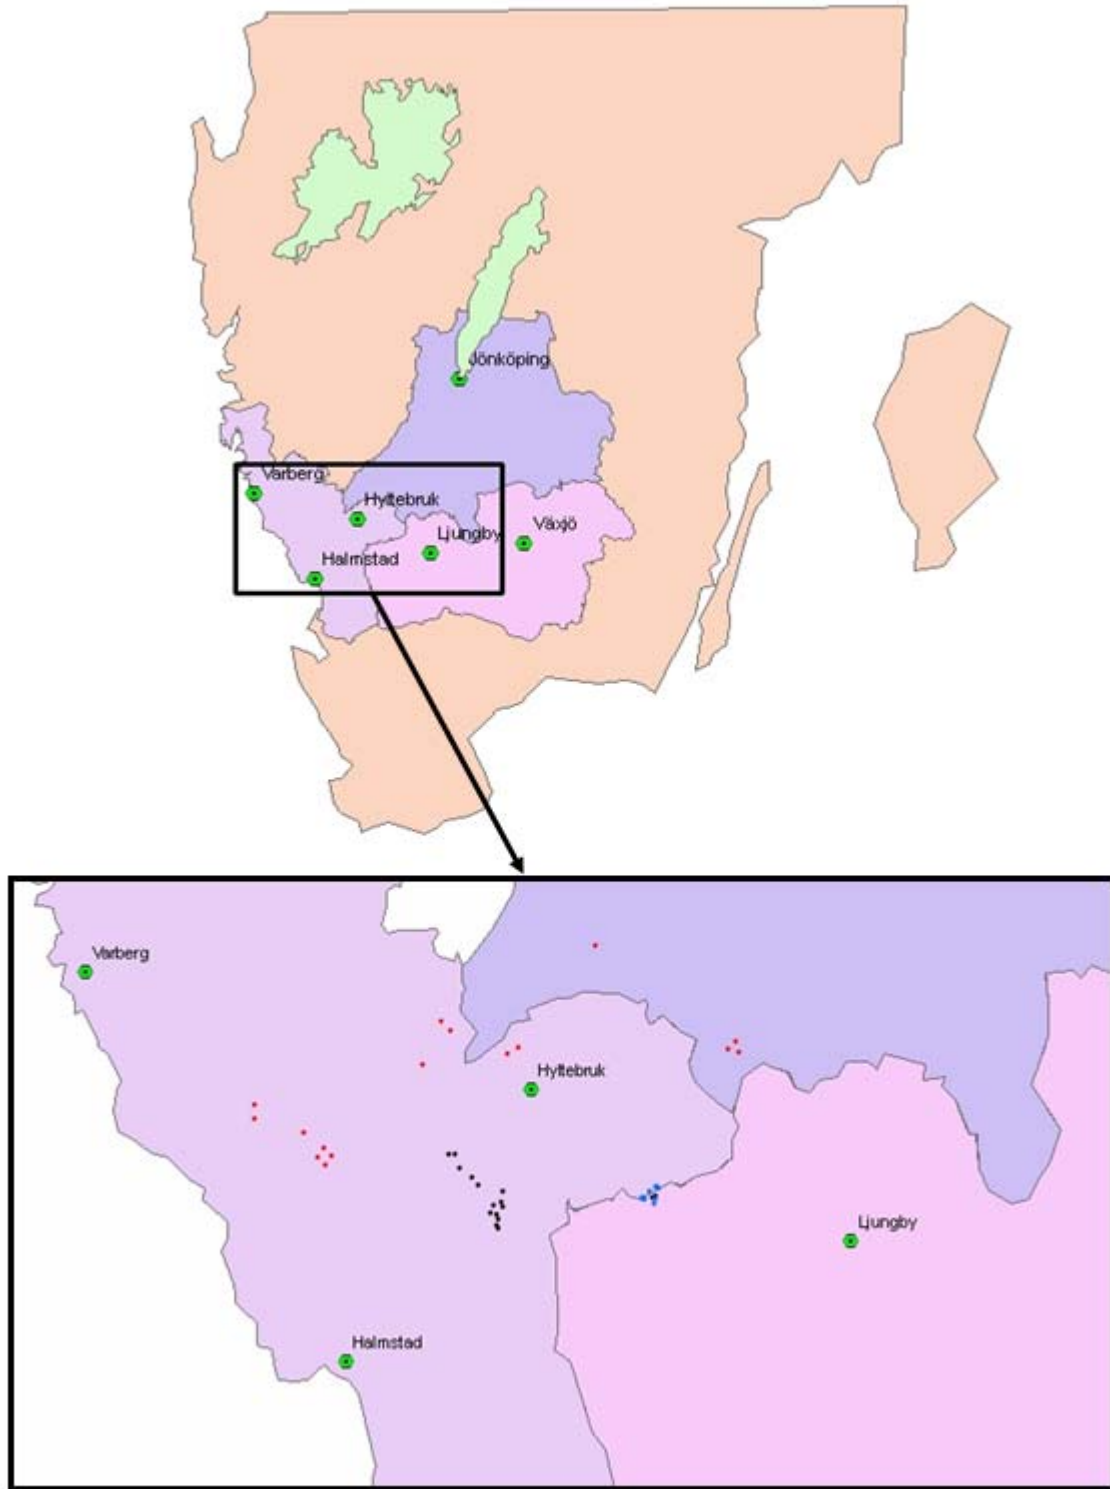 Jönköping
Varberg
Hyltebruk
Växjö
Ljungby
Halmstad
Varberg
Hyltebruk
Ljungby
Halmstad